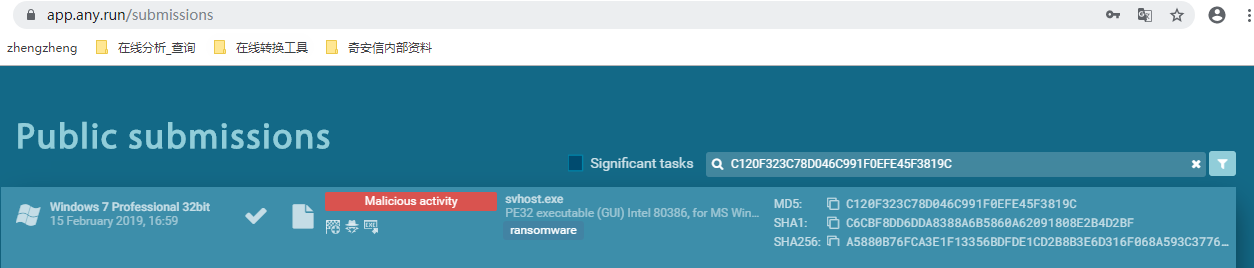 app.any.run/submissions
zhengzheng 在线分析_查询 在线转换工具 奇安信内部资料
Public submissions
Significant tasks C120F323C78D046C991F0EFE45F3819C
Windows 7 Professional 32bit
15 February 2019, 16:59
Malicious activity
EXE
svhost.exe
PE32 executable (GUI) Intel 80386, for MS Win...
ransomware
MD5: C120F323C78D046C991F0EFE45F3819C
SHA1: C6CBF8DD6DDA8388A6B5860A62091808E2B4D2BF
SHA256: A5880B76FCA3E1F13356BDFDE1CD2B8B3E6D316F068A593C3776...